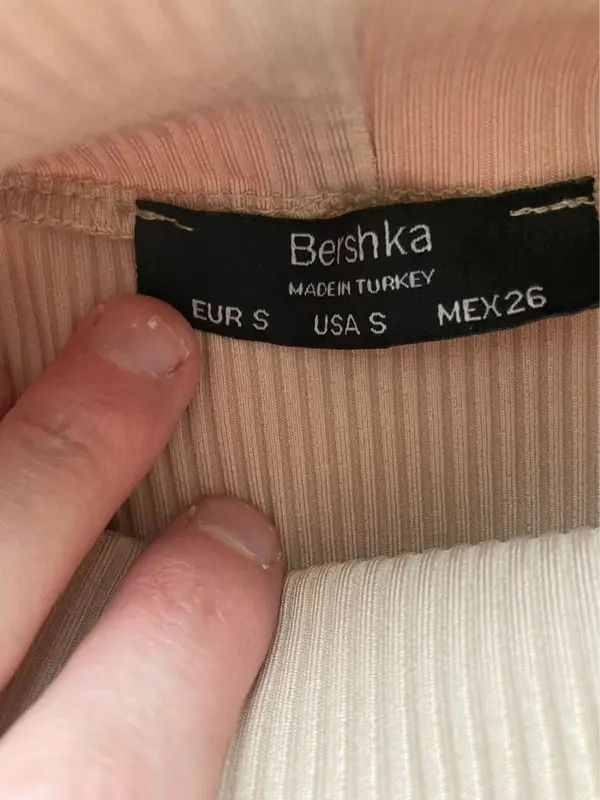 Bershka
MADE IN TURKEY
EUR S USA S MEX 26